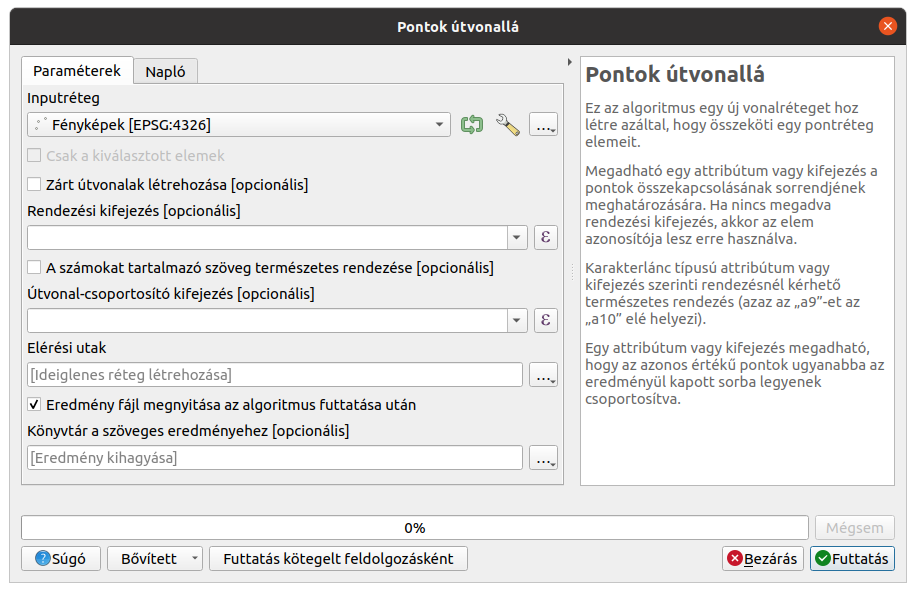 Pontok útvonallá
Paraméterek
Napló
Inputréteg
Fényképek [EPSG:4326]
...
Csak a kiválasztott elemek
Zárt útvonalak létrehozása [opcionális]
Rendezési kifejezés [opcionális]
ε
A számokat tartalmazó szöveg természetes rendezése [opcionális]
Útvonal-csoportosító kifejezés [opcionális]
ε
Elérési utak
[Ideiglenes réteg létrehozása]
...
Eredmény fájl megnyitása az algoritmus futtatása után
Könyvtár a szöveges eredményehez [opcionális]
[Eredmény kihagyása]
...
Pontok útvonallá
Ez az algoritmus egy új vonalréteget hoz
létre azáltal, hogy összeköti egy pontréteg
elemeit.
Megadható egy attribútum vagy kifejezés a
pontok összekapcsolásának sorrendjének
meghatározására. Ha nincs megadva
rendezési kifejezés, akkor az elem
azonosítója lesz erre használva.
Karakterlánc típusú attribútum vagy
kifejezés szerinti rendezésnél kérhető
természetes rendezés (azaz az „a9”-et az
„a10” elé helyezi).
Egy attribútum vagy kifejezés megadható,
hogy az azonos értékű pontok ugyanabba az
eredményül kapott sorba legyenek
csoportosítva.
0%
Mégsem
Súgó
Bővített
Futtatás kötegelt feldolgozásként
Bezárás
Futtatás